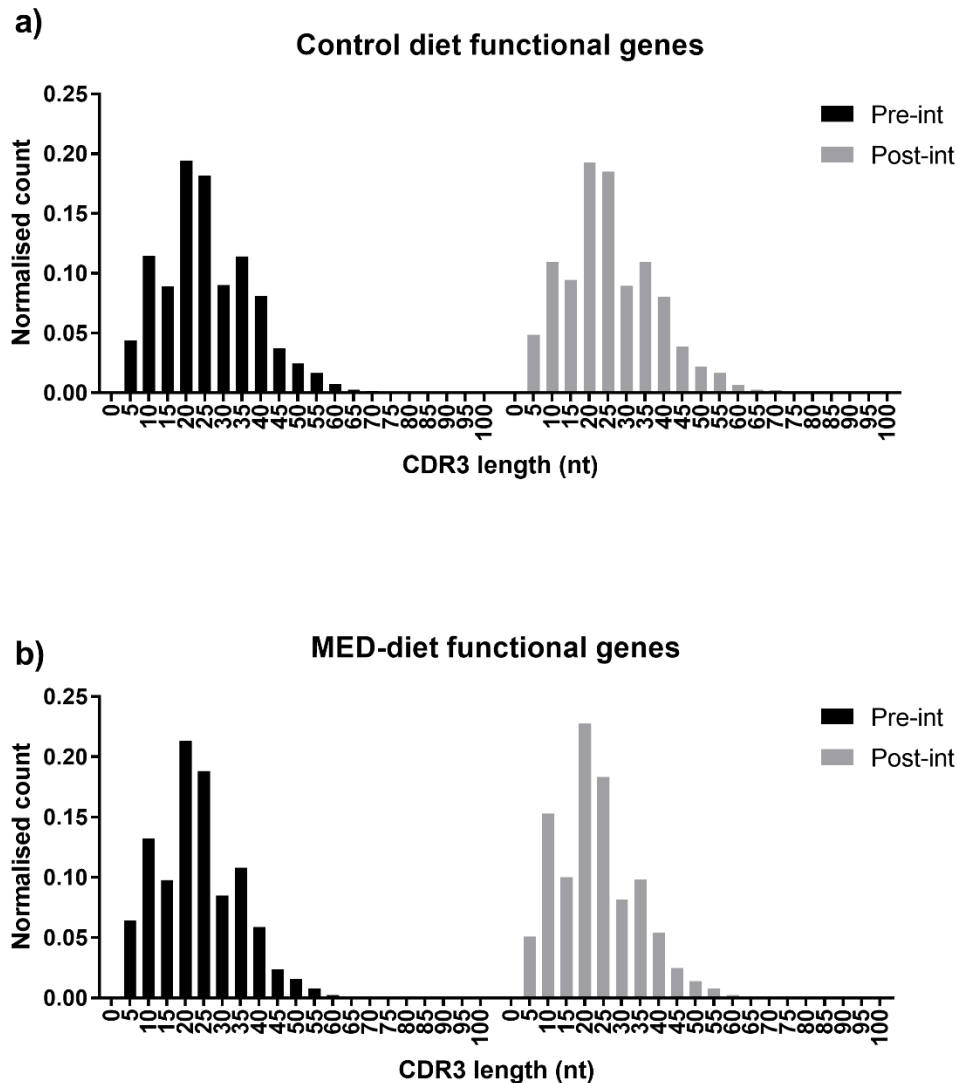 a)
Control diet functional genes
Pre-int
Post-int
Normalised count
0.25
0.20
0.15
0.10
0.05
0.00
0 5 10 15 20 25 30 35 40 45 50 55 60 65 70 75 80 85 90 95 100 0 5 10 15 20 25 30 35 40 45 50 55 60 65 70 75 80 85 90 95 100
CDR3 length (nt)
b)
MED-diet functional genes
Pre-int
Post-int
Normalised count
0.25
0.20
0.15
0.10
0.05
0.00
0 5 10 15 20 25 30 35 40 45 50 55 60 65 70 75 80 85 90 95 100 0 5 10 15 20 25 30 35 40 45 50 55 60 65 70 75 80 85 90 95 100
CDR3 length (nt)